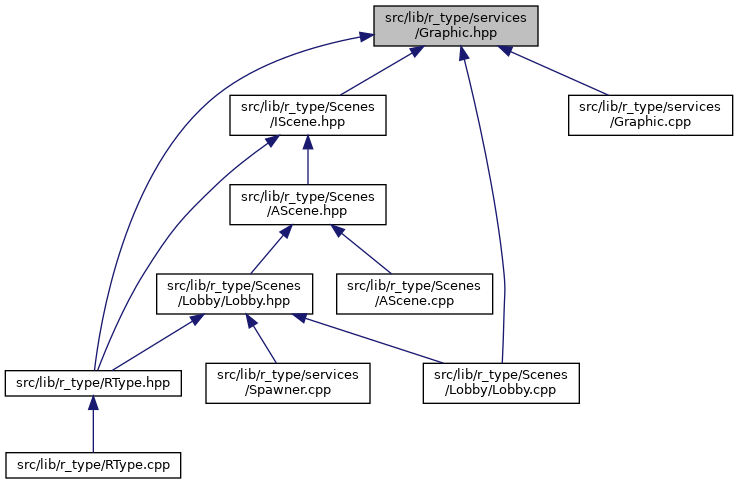 src/lib/r_type/services
/Graphic.hpp
src/lib/r_type/Scenes
/IScene.hpp
src/lib/r_type/services
/Graphic.cpp
src/lib/r_type/Scenes
/AScene.hpp
src/lib/r_type/Scenes
/Lobby/Lobby.hpp
src/lib/r_type/Scenes
/AScene.cpp
src/lib/r_type/RType.hpp
src/lib/r_type/services
/Spawner.cpp
src/lib/r_type/Scenes
/Lobby/Lobby.cpp
src/lib/r_type/RType.cpp